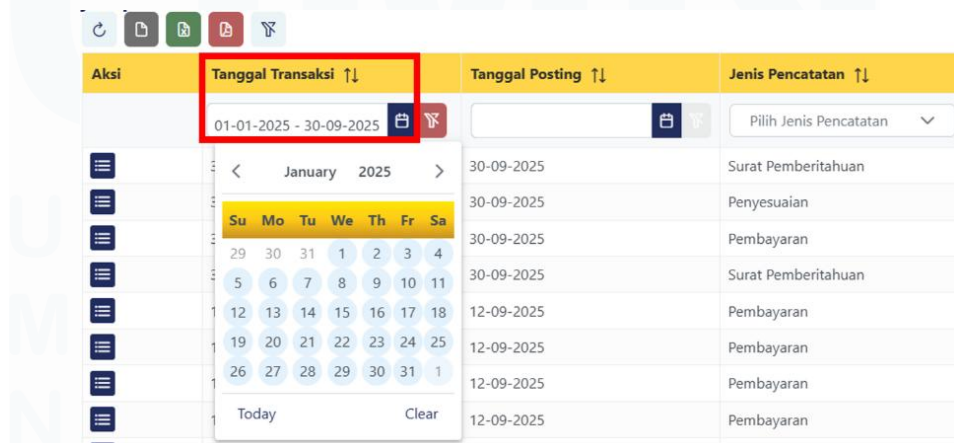 Aksi Tanggal Transaksi Tanggal Posting Jenis Pencatatan
01-01-2025 - 30-09-2025 Pilih Jenis Pencatatan
January 2025
30-09-2025 Surat Pemberitahuan
30-09-2025 Penyesuaian
Su Mo Tu We Th Fr Sa
30-09-2025 Pembayaran
29 30 31 1 2 3 4
30-09-2025 Surat Pemberitahuan
5 6 7 8 9 10 11
12 13 14 15 16 17 18
12-09-2025 Pembayaran
19 20 21 22 23 24 25
12-09-2025 Pembayaran
26 27 28 29 30 31 1
12-09-2025 Pembayaran
Today Clear
12-09-2025 Pembayaran